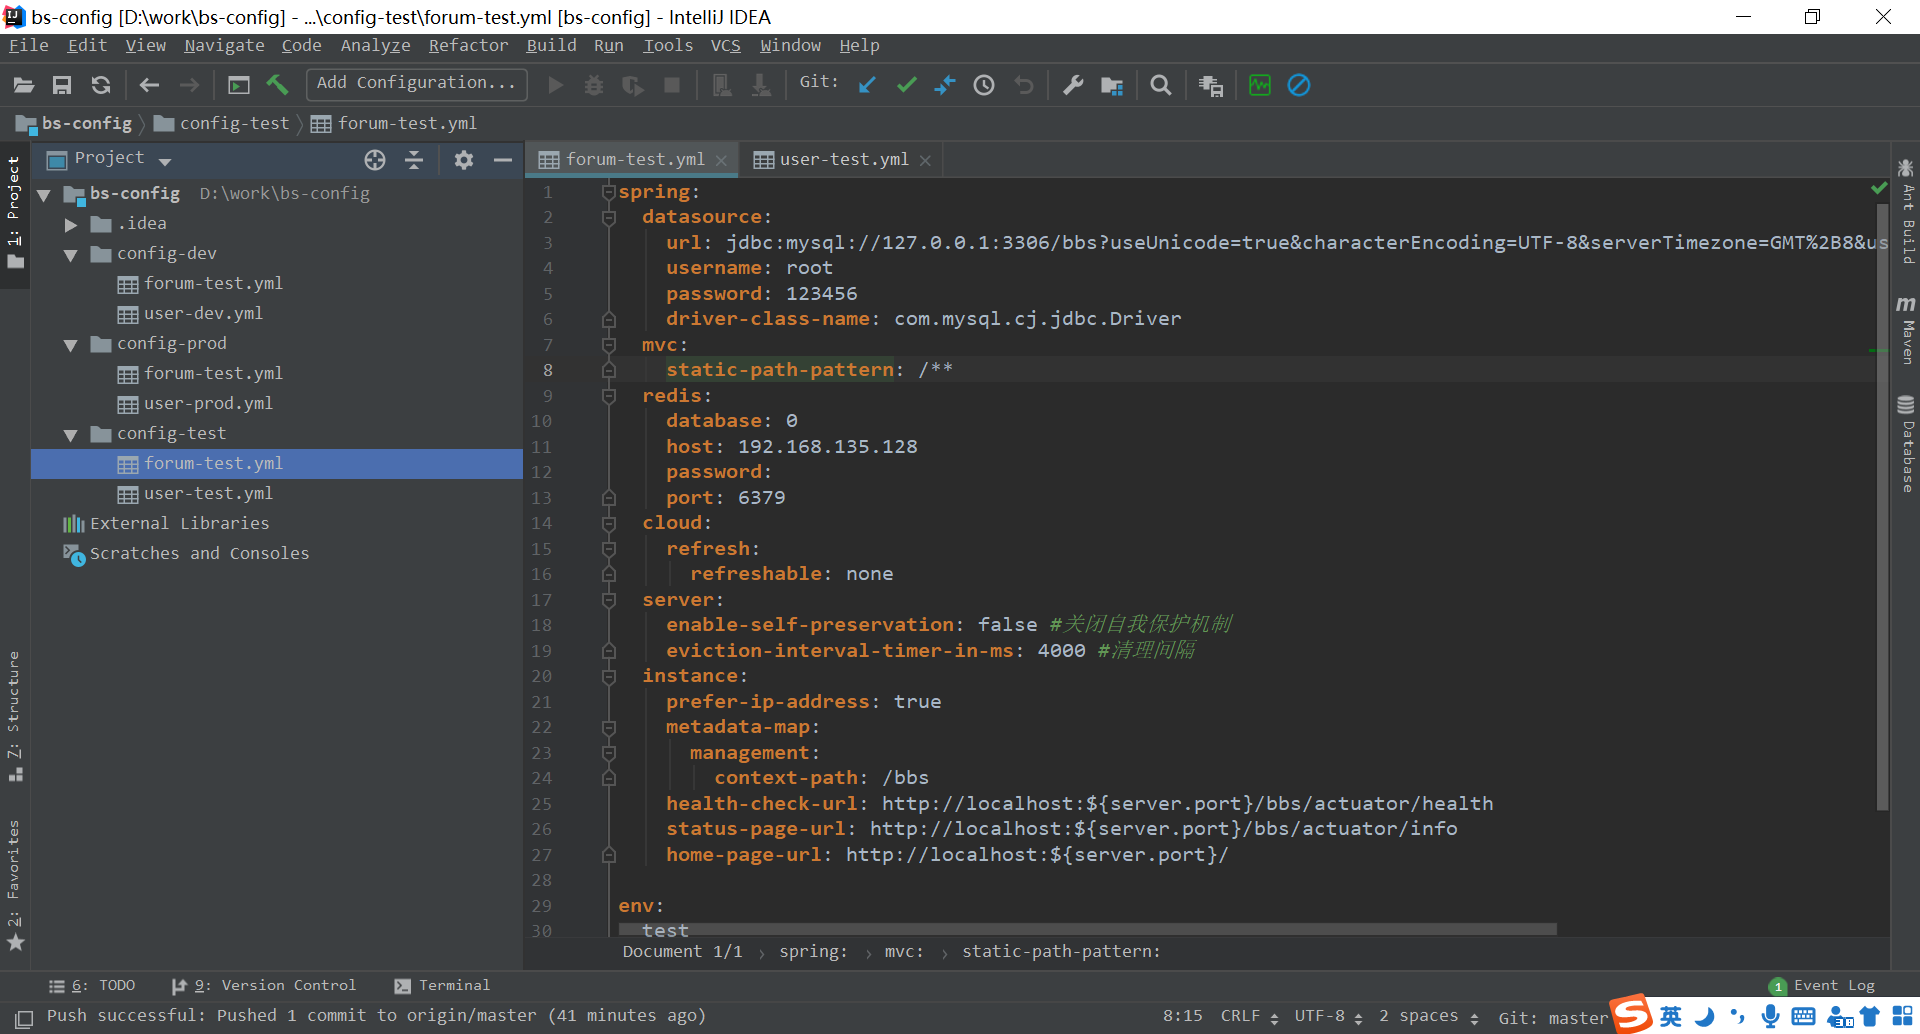 bs-config [D:\work\bs-config] - ...\config-test\forum-test.yml [bs-config] - IntelliJ IDEA
File Edit View Navigate Code Analyze Refactor Build Run Tools VCS Window Help
Add Configuration... Git:
bs-config config-test forum-test.yml
Project
forum-test.yml user-test.yml
1: Project
Z: Structure
2: Favorites
bs-config D:\work\bs-config
.idea
config-dev
forum-test.yml
user-dev.yml
config-prod
forum-test.yml
user-prod.yml
config-test
forum-test.yml
user-test.yml
External Libraries
Scratches and Consoles
1 spring:
2 datasource:
3 url: jdbc:mysql://127.0.0.1:3306/bbs?useUnicode=true&characterEncoding=UTF-8&serverTimezone=GMT%2B8&us
4 username: root
5 password: 123456
6 driver-class-name: com.mysql.cj.jdbc.Driver
7 mvc:
8 static-path-pattern: /**
9 redis:
10 database: 0
11 host: 192.168.135.128
12 password:
13 port: 6379
14 cloud:
15 refresh:
16 refreshable: none
17 server:
18 enable-self-preservation: false #关闭自我保护机制
19 eviction-interval-timer-in-ms: 4000 #清理间隔
20 instance:
21 prefer-ip-address: true
22 metadata-map:
23 management:
24 context-path: /bbs
25 health-check-url: http://localhost:${server.port}/bbs/actuator/health
26 status-page-url: http://localhost:${server.port}/bbs/actuator/info
27 home-page-url: http://localhost:${server.port}/
28
29 env:
30 test
Document 1/1 › spring: › mvc: › static-path-pattern:
Ant Build
m Maven
Database
6: TODO 9: Version Control Terminal 1 Event Log
Push successful: Pushed 1 commit to origin/master (41 minutes ago) 8:15 CRLF UTF-8 2 spaces Git: master
S 英